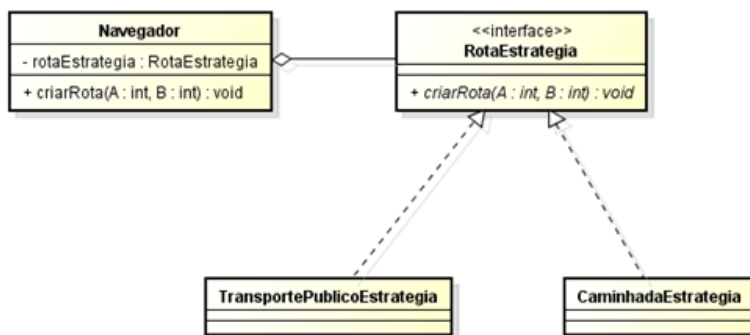 Navegador
- rotaEstrategia : RotaEstrategia
+ criarRota(A : int, B : int) : void
<<interface>>
RotaEstrategia
+ criarRota(A : int, B : int) : void
TransportePublicoEstrategia
CaminhadaEstrategia